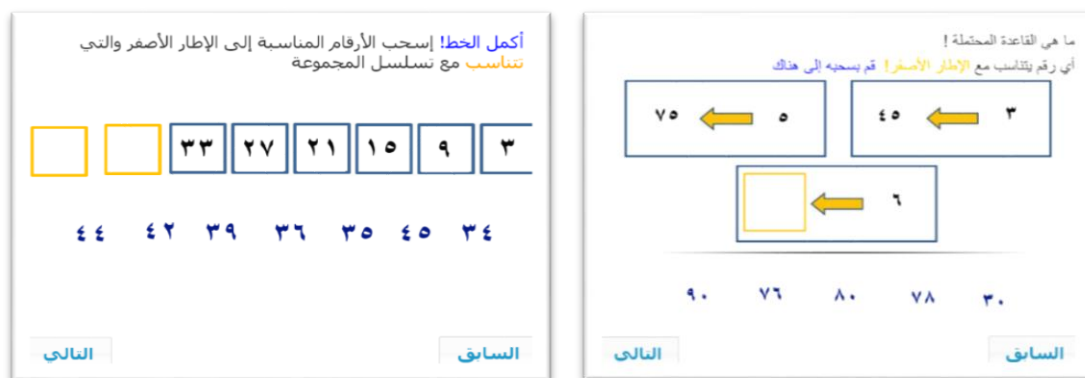 ما هي القاعدة المحتملة !
أي رقم يتناسب مع الإطار الأصفر! قم بسحبه إلى هناك
٣ ٤٥
٥ ٧٥
٦
٣٠ ٧٨ ٨٠ ٧٦ ٩٠
السابق التالي
أكمل الخط! إسحب الأرقام المناسبة إلى الإطار الأصفر والتي
تتناسب مع تسلسل المجموعة
٣ ٩ ١٥ ٢١ ٢٧ ٣٣
٣٤ ٤٥ ٣٥ ٣٦ ٣٩ ٤٢ ٤٤
السابق التالي